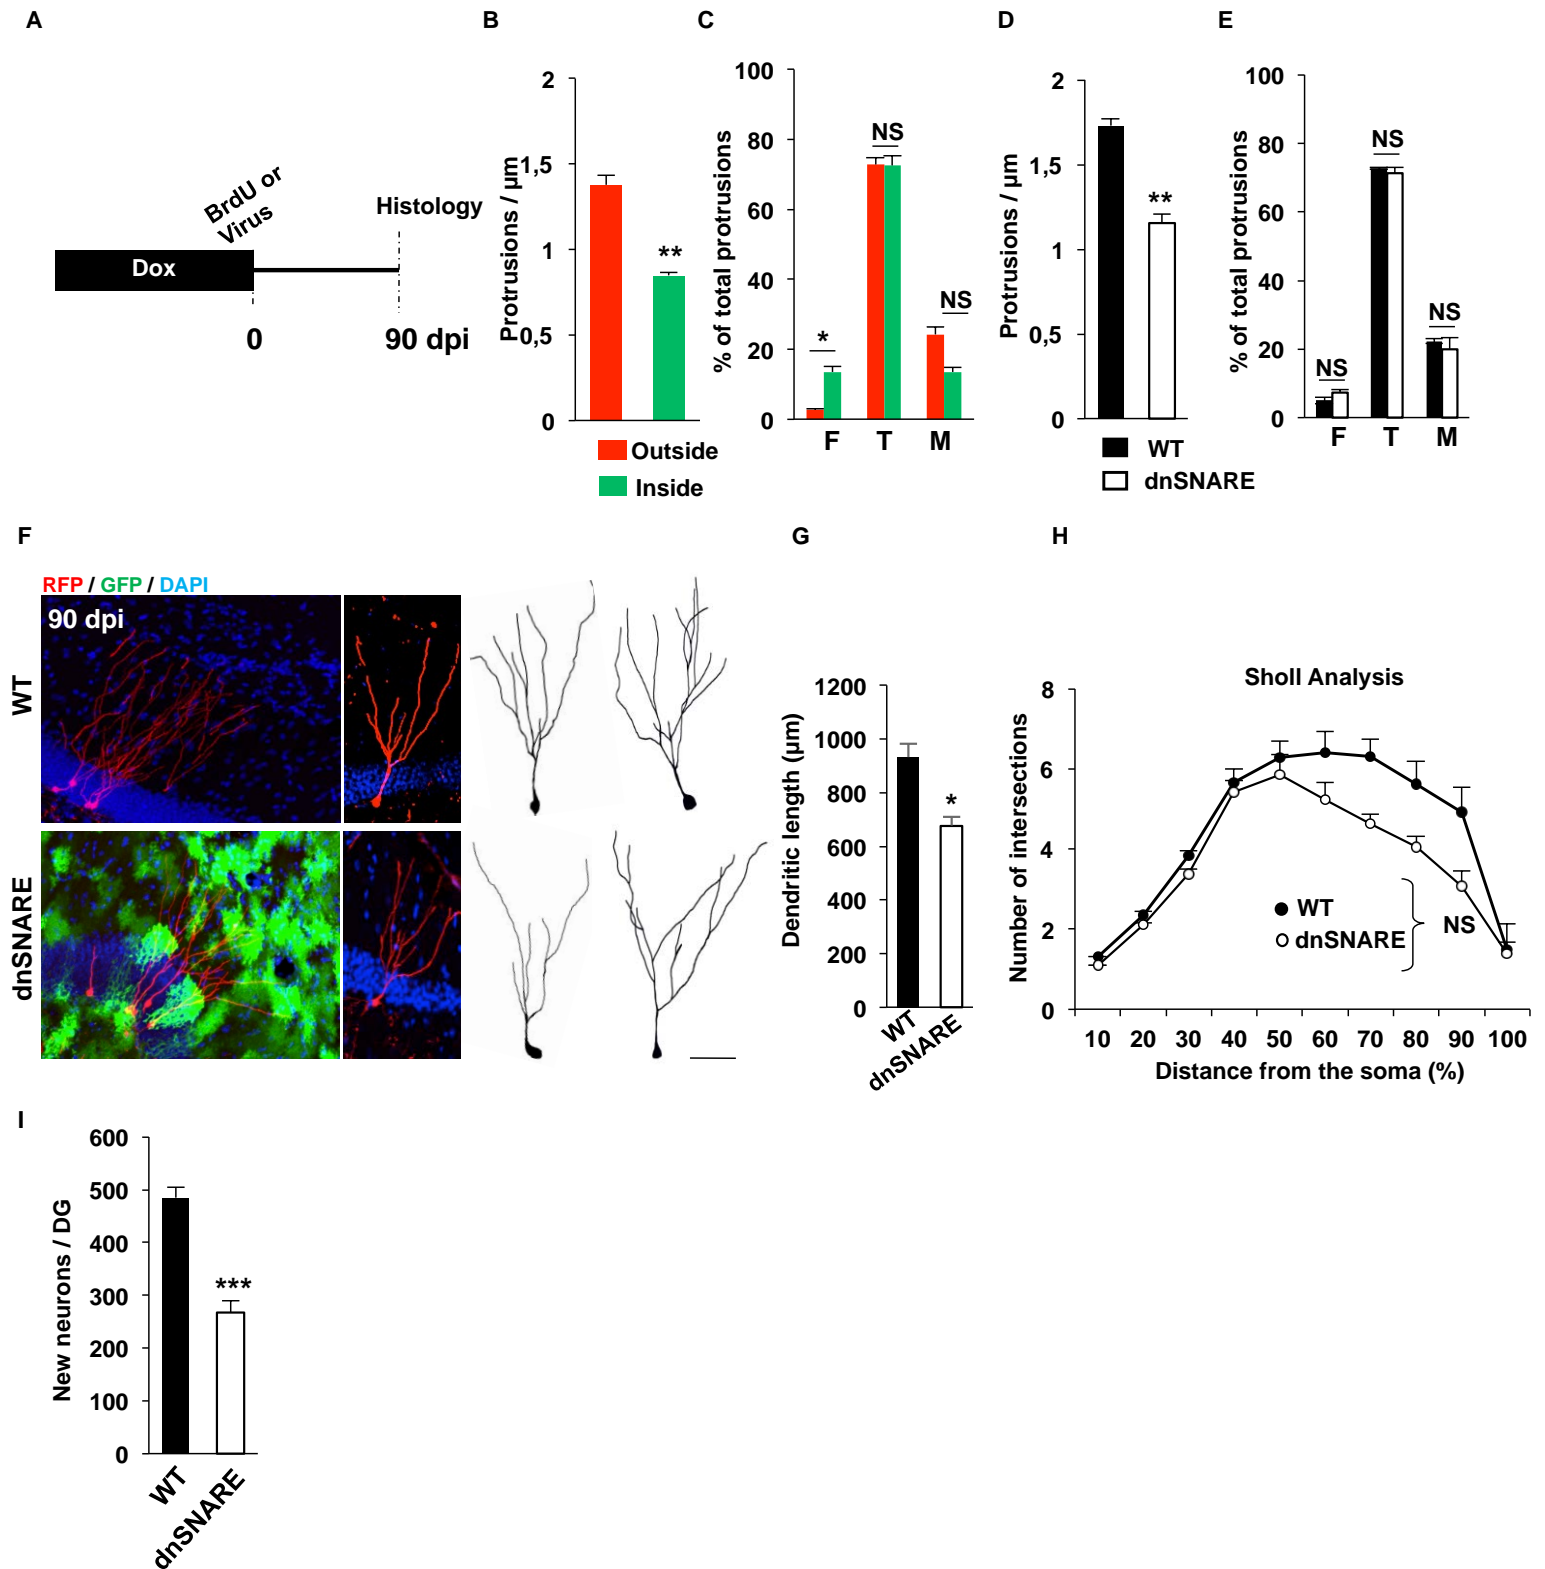 A
BrdU or
Virus
Histology
Dox
0
90 dpi
B
Protrusions / µm
2
1,5
1
0,5
0
**
Outside
Inside
C
% of total protrusions
100
80
60
40
20
0
*
NS
NS
F T M
D
Protrusions / µm
2
1,5
1
0,5
0
**
WT
dnSNARE
E
% of total protrusions
100
80
60
40
20
0
NS
NS
NS
F T M
F
RFP / GFP / DAPI
90 dpi
WT
dnSNARE
G
Dendritic length (µm)
1200
1000
800
600
400
200
0
*
WT
dnSNARE
H
Sholl Analysis
Number of intersections
8
6
4
2
0
WT
dnSNARE
NS
10 20 30 40 50 60 70 80 90 100
Distance from the soma (%)
I
New neurons / DG
600
500
400
300
200
100
0
***
WT
dnSNARE